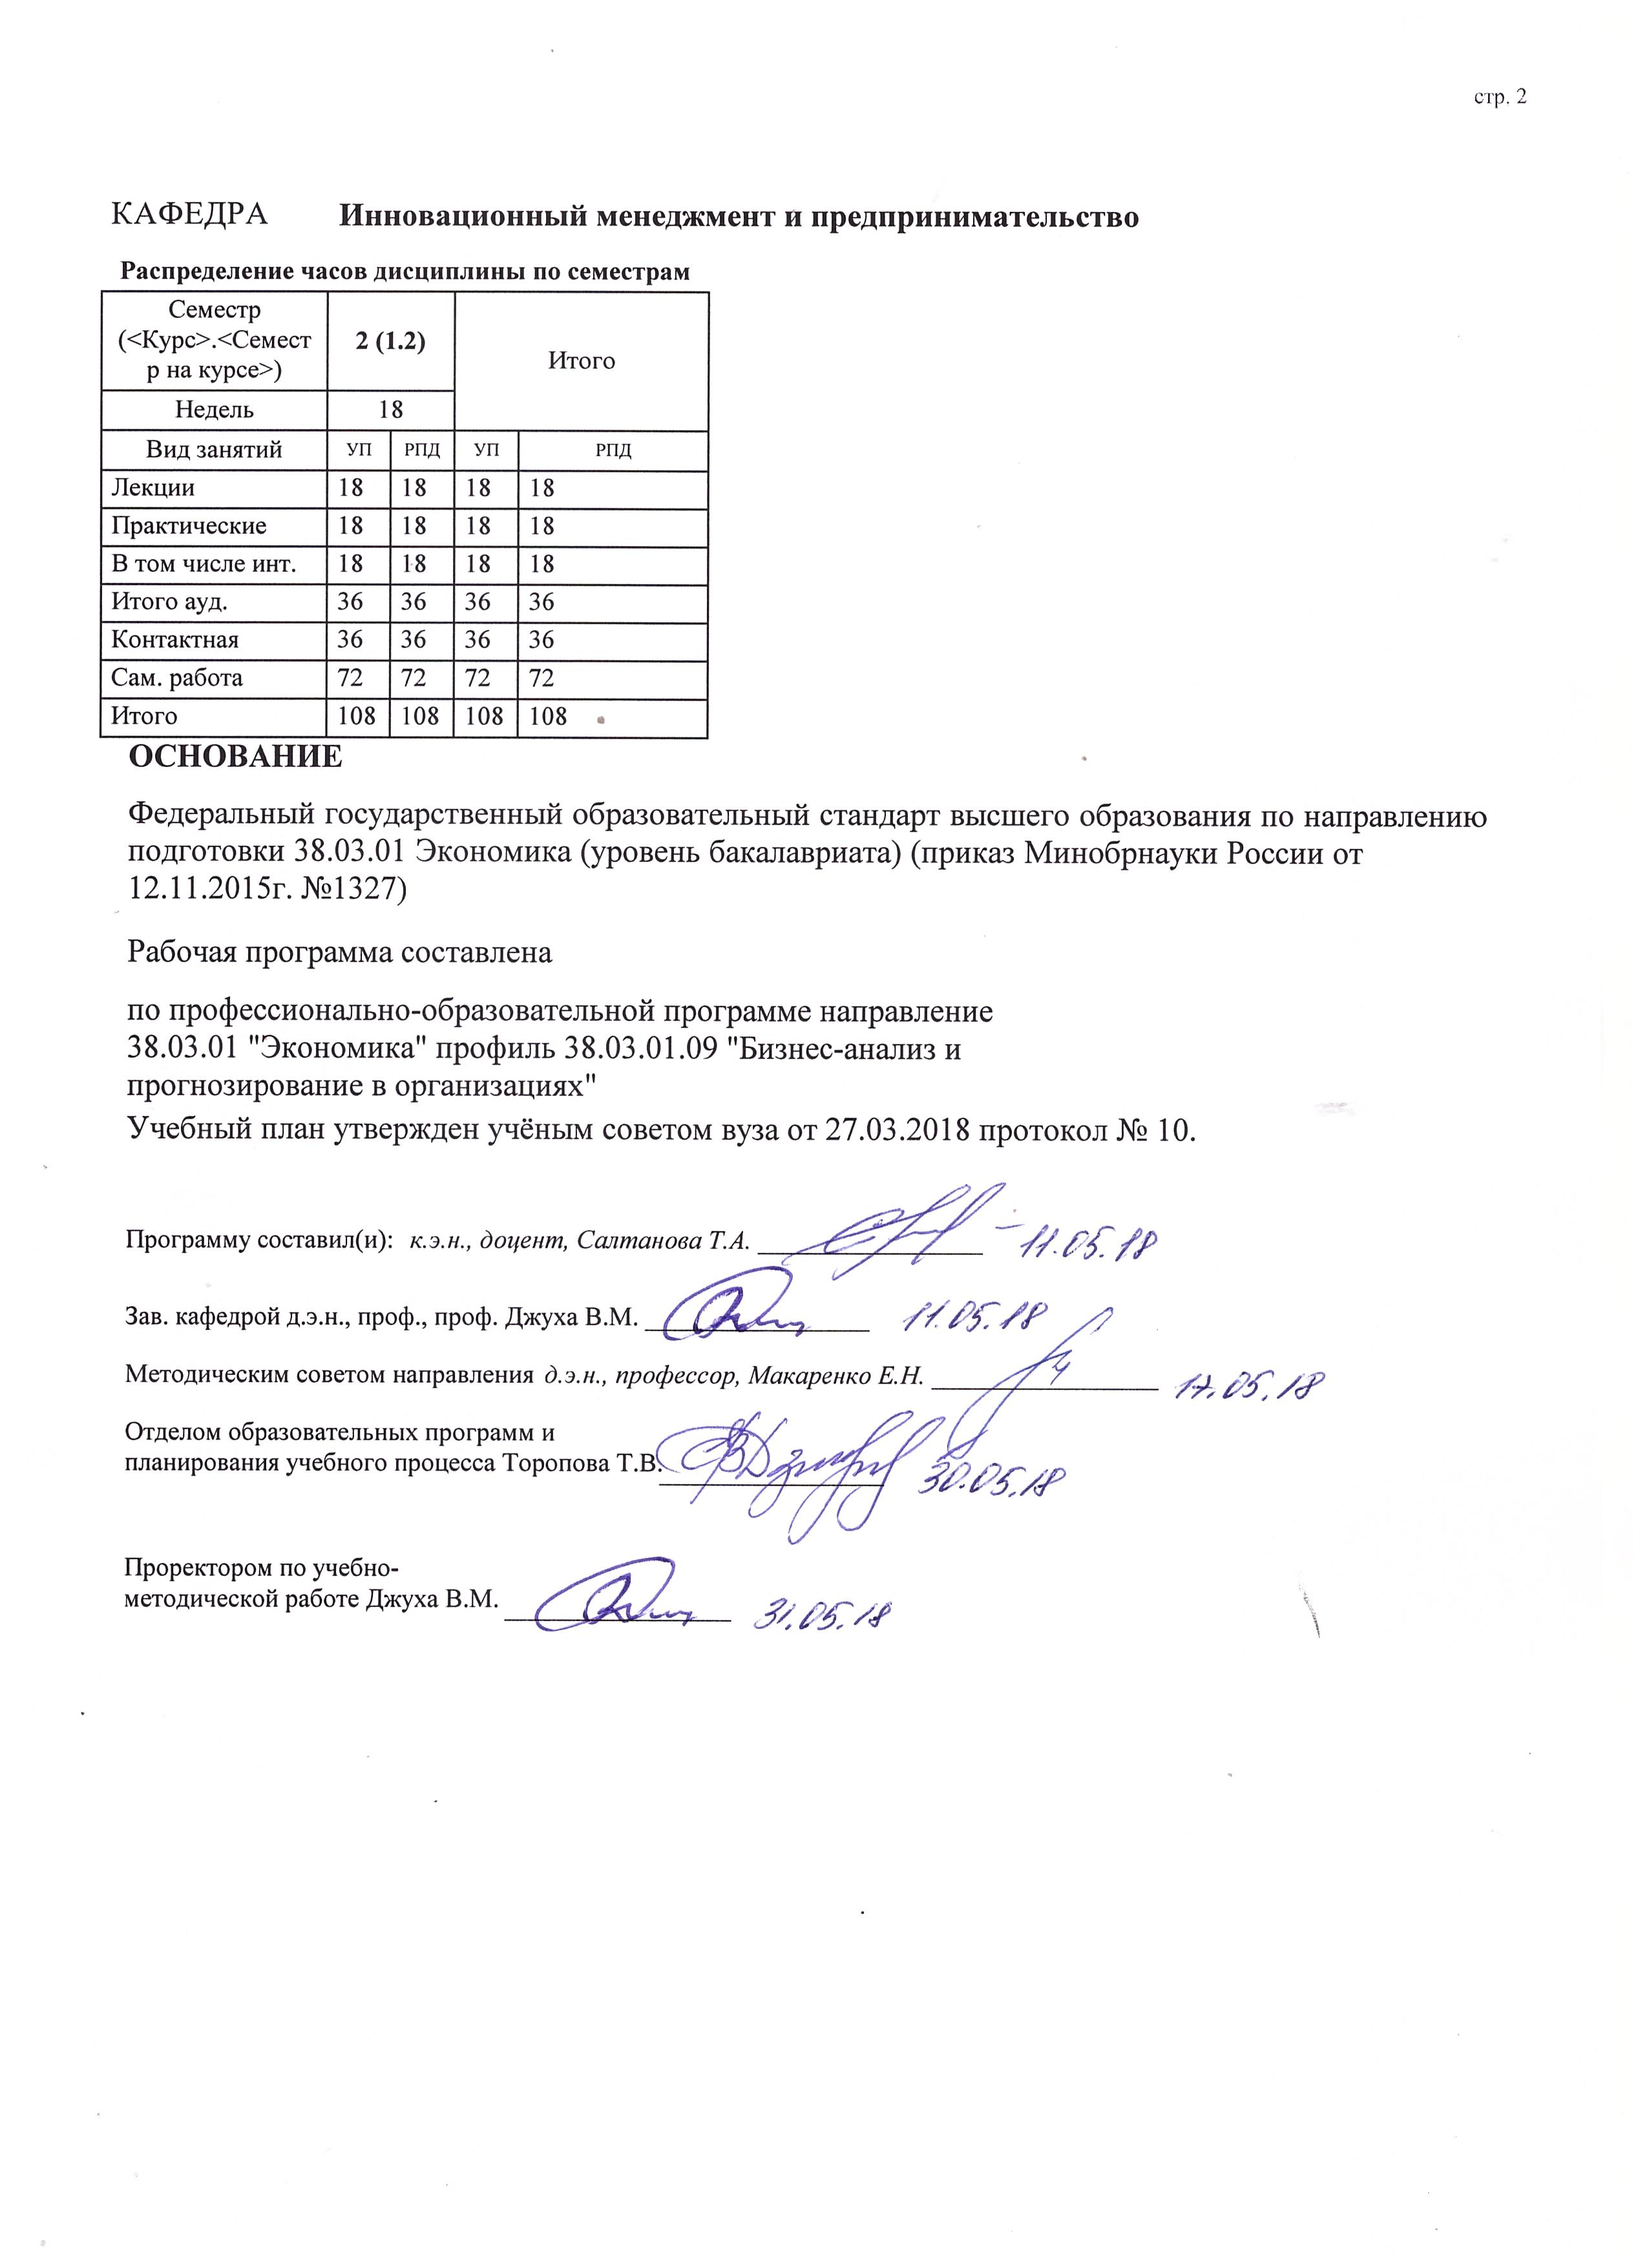 стр. 2
КАФЕДРА Инновационный менеджмент и предпринимательство
Распределение часов дисциплины по семестрам
Семестр
(<Курс>.<Семест
р на курсе>)
2 (1.2)
Итого
Недель 18
Вид занятий УП РПД УП РПД
Лекции 18 18 18 18
Практические 18 18 18 18
В том числе инт. 18 18 18 18
Итого ауд. 36 36 36 36
Контактная 36 36 36 36
Сам. работа 72 72 72 72
Итого 108 108 108 108
ОСНОВАНИЕ
Федеральный государственный образовательный стандарт высшего образования по направлению
подготовки 38.03.01 Экономика (уровень бакалавриата) (приказ Минобрнауки России от
12.11.2015г. №1327)
Рабочая программа составлена
по профессионально-образовательной программе направление
38.03.01 "Экономика" профиль 38.03.01.09 "Бизнес-анализ и
прогнозирование в организациях"
Учебный план утвержден учёным советом вуза от 27.03.2018 протокол № 10.
Программу составил(и): к.э.н., доцент, Салтанова Т.А. 11.05.18
Зав. кафедрой д.э.н., проф., проф. Джуха В.М. 11.05.18
Методическим советом направления д.э.н., профессор, Макаренко Е.Н. 17.05.18
Отделом образовательных программ и
планирования учебного процесса Торопова Т.В. 30.05.18
Проректором по учебно-
методической работе Джуха В.М. 31.05.18